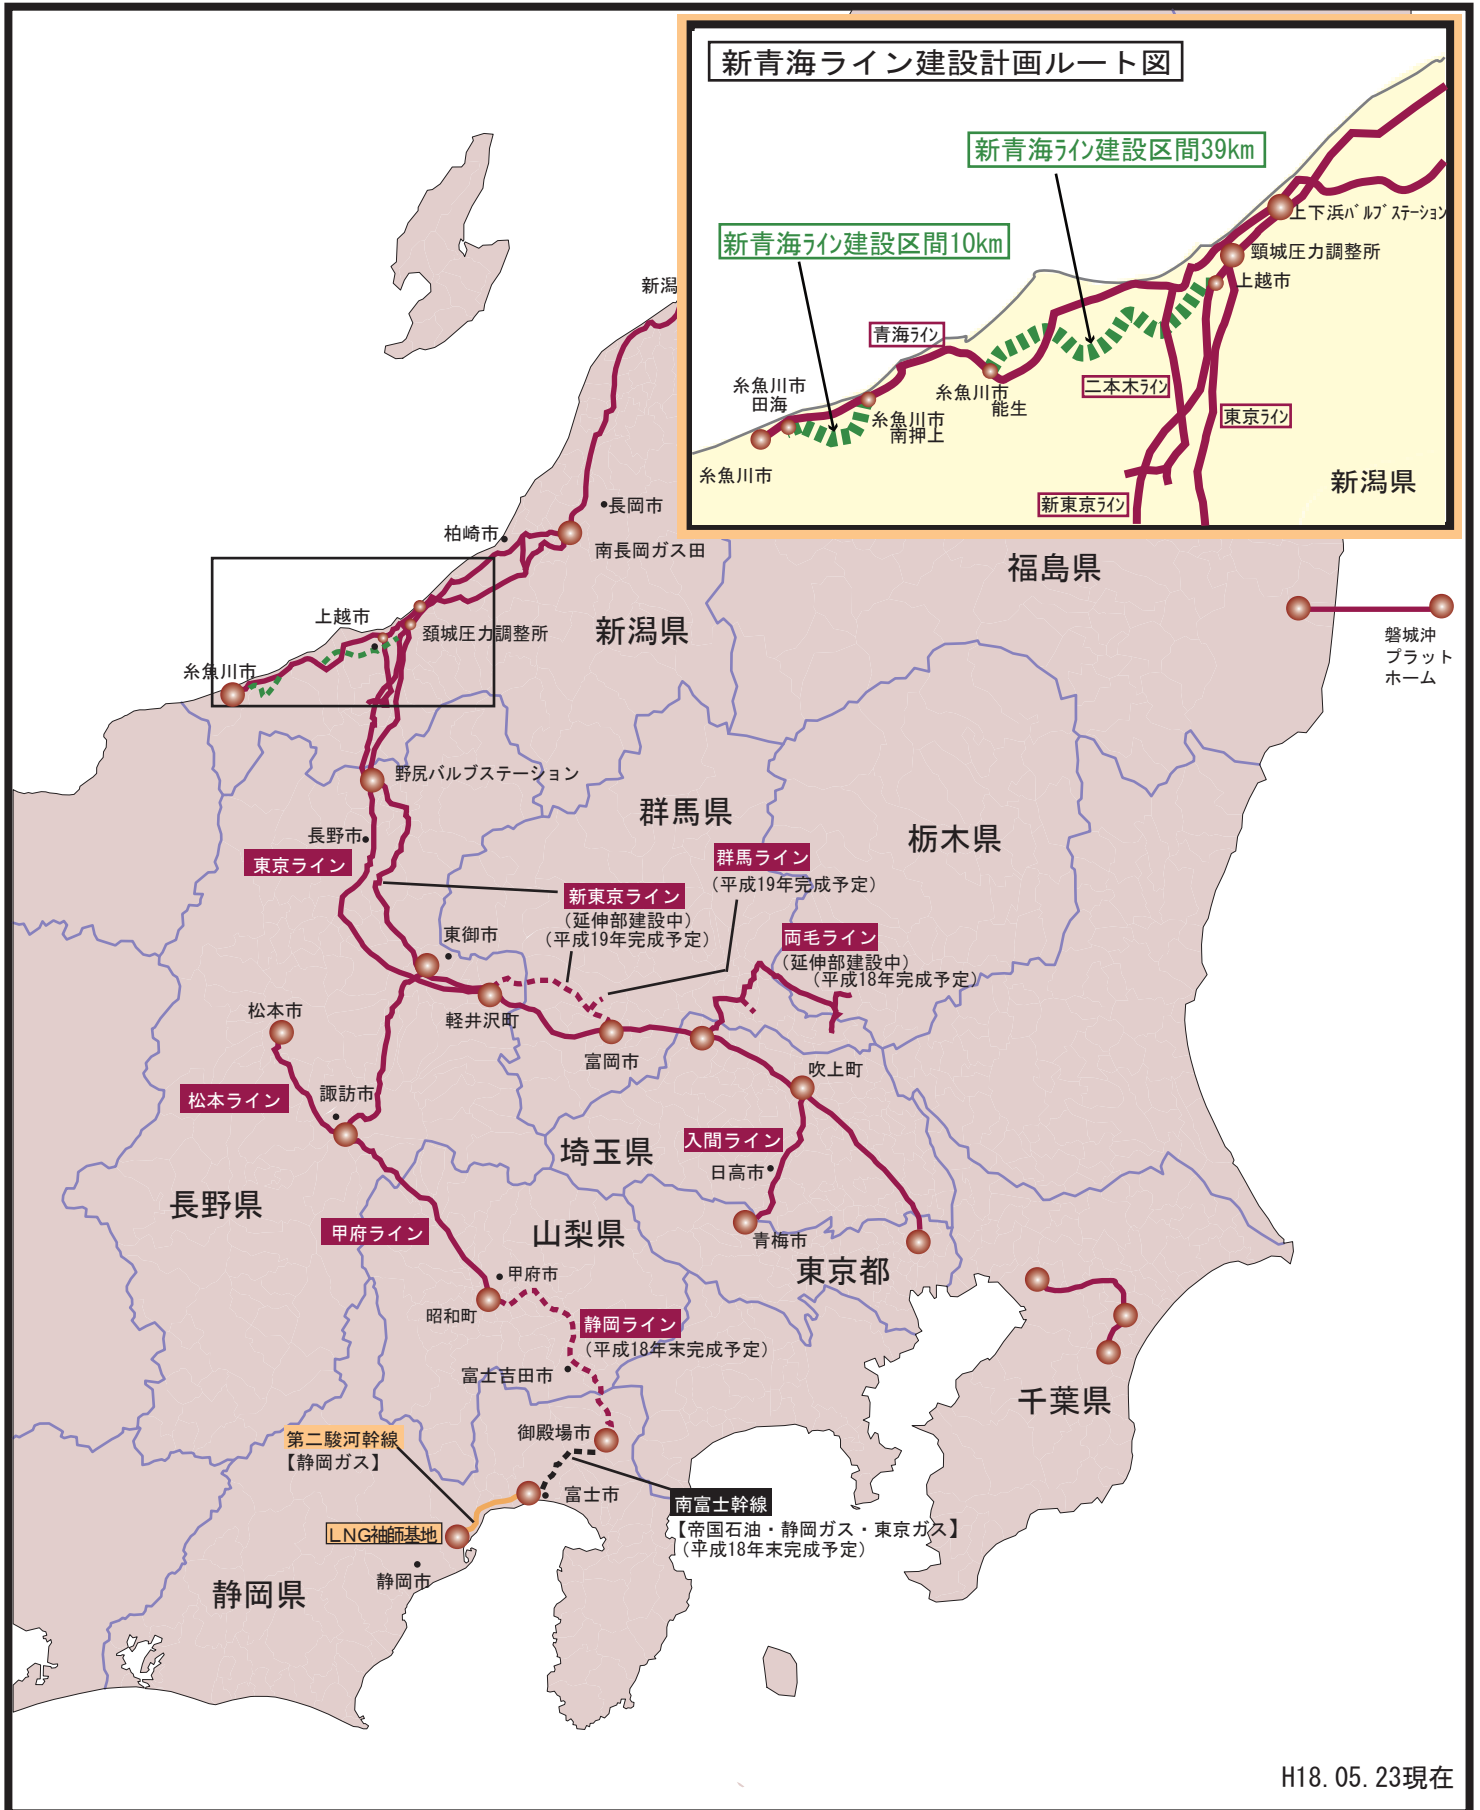 新青海ライン建設計画ルート図
新青海ﾗｲﾝ建設区間39km
新青海ﾗｲﾝ建設区間10km
上下浜ﾊﾞﾙﾌﾞｽﾃｰｼｮﾝ
頸城圧力調整所
上越市
青海ﾗｲﾝ
糸魚川市
田海
糸魚川市
能生
二本木ﾗｲﾝ
糸魚川市
南押上
東京ﾗｲﾝ
糸魚川市
新東京ﾗｲﾝ
新潟県
新潟
長岡市
柏崎市
南長岡ガス田
福島県
上越市
頸城圧力調整所
新潟県
磐城沖
プラット
ホーム
糸魚川市
野尻バルブステーション
群馬県
長野市
栃木県
東京ライン
群馬ライン
(平成19年完成予定)
新東京ライン
(延伸部建設中)
(平成19年完成予定)
両毛ライン
(延伸部建設中)
(平成18年完成予定)
東御市
松本市
軽井沢町
富岡市
吹上町
松本ライン
諏訪市
入間ライン
埼玉県
日高市
長野県
甲府ライン
山梨県
青梅市
東京都
甲府市
昭和町
静岡ライン
(平成18年末完成予定)
富士吉田市
千葉県
御殿場市
第二駿河幹線
【静岡ガス】
富士市
南富士幹線
【帝国石油・静岡ガス・東京ガス】
(平成18年末完成予定)
LNG袖師基地
静岡市
静岡県
H18.05.23現在